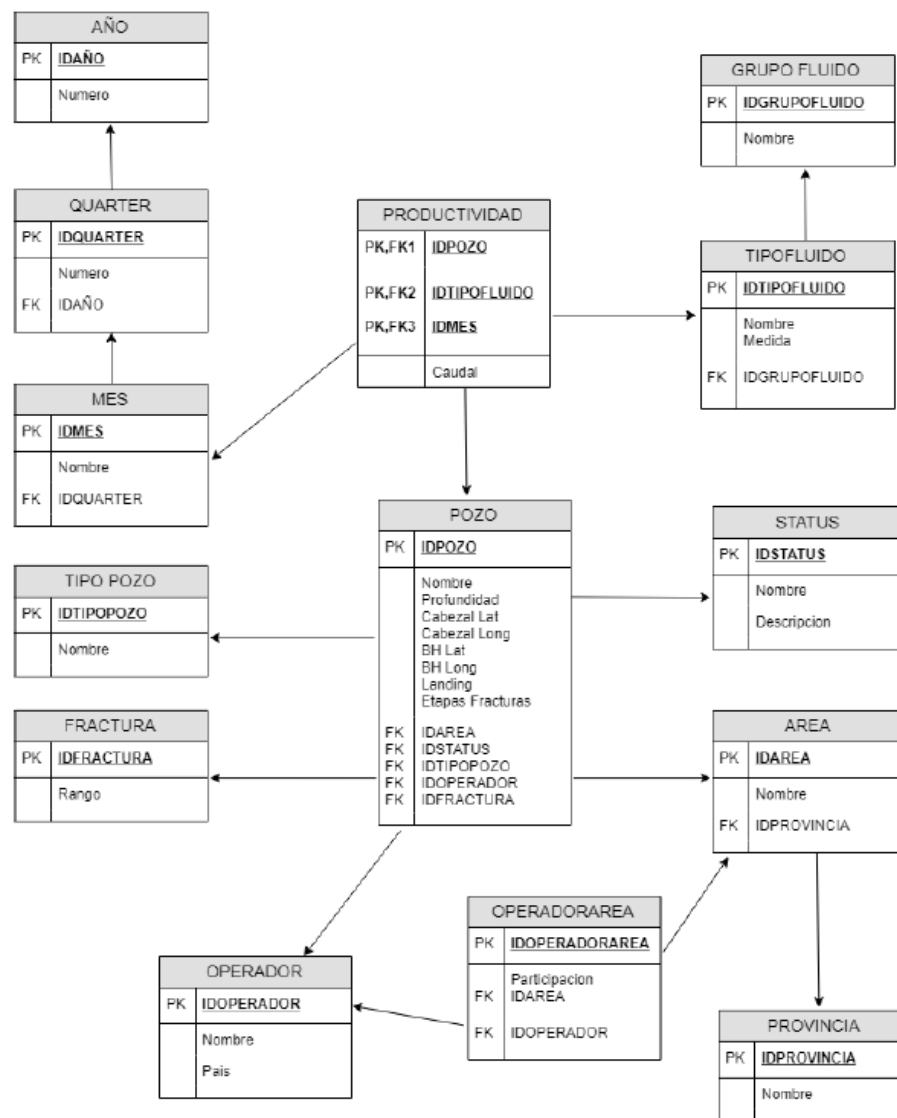 AÑO
PK IDAÑO
Numero
QUARTER
PK IDQUARTER
Numero
FK IDAÑO
MES
PK IDMES
Nombre
FK IDQUARTER
PRODUCTIVIDAD
PK,FK1 IDPOZO
PK,FK2 IDTIPOFLUIDO
PK,FK3 IDMES
Caudal
GRUPO FLUIDO
PK IDGRUPOFLUIDO
Nombre
TIPOFLUIDO
PK IDTIPOFLUIDO
Nombre
Medida
FK IDGRUPOFLUIDO
POZO
PK IDPOZO
Nombre
Profundidad
Cabezal Lat
Cabezal Long
BH Lat
BH Long
Landing
Etapas Fracturas
FK IDAREA
FK IDSTATUS
FK IDTIPOPOZO
FK IDOPERADOR
FK IDFRACTURA
TIPO POZO
PK IDTIPOPOZO
Nombre
FRACTURA
PK IDFRACTURA
Rango
STATUS
PK IDSTATUS
Nombre
Descripcion
AREA
PK IDAREA
Nombre
FK IDPROVINCIA
OPERADORAREA
PK IDOPERADORAREA
Participacion
FK IDAREA
FK IDOPERADOR
OPERADOR
PK IDOPERADOR
Nombre
Pais
PROVINCIA
PK IDPROVINCIA
Nombre